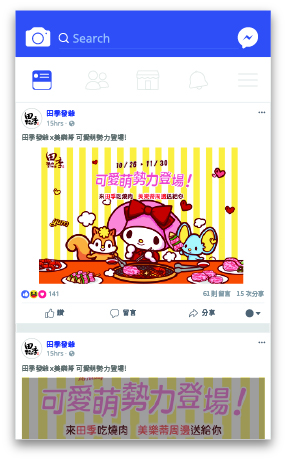 Search
田季發爺
15hrs
田季發爺x美樂蒂 可愛萌勢力登場!
田季
10/26 - 11/30
可愛萌勢力登場!
來田季吃燒肉 美樂蒂周邊送給你
yum
141
61則留言 15 次分享
讚 留言 分享
田季發爺
15hrs
田季發爺x美樂蒂 可愛萌勢力登場!
可愛萌勢力登場!
來田季吃燒肉 美樂蒂周邊送給你